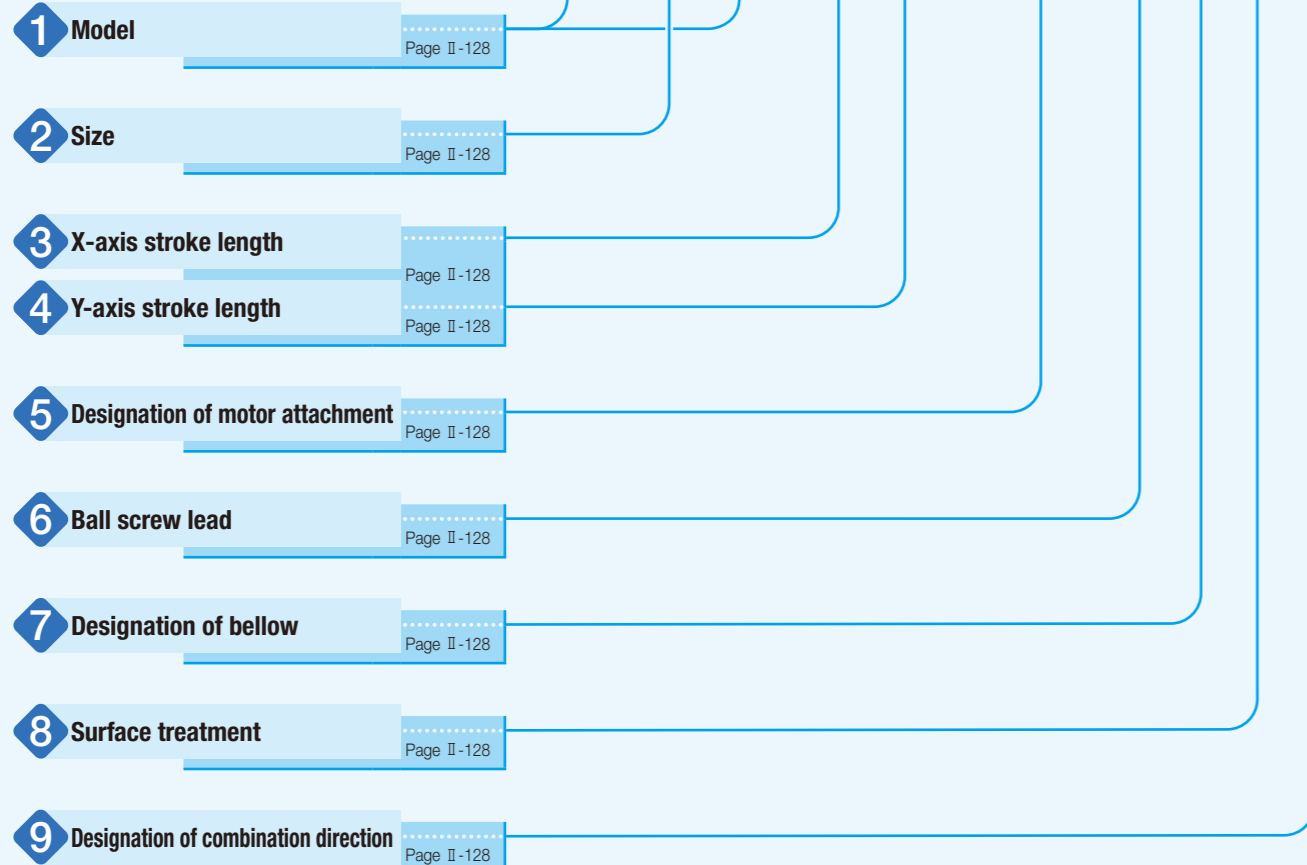 1 Model
Page Ⅱ-128
2 Size
Page Ⅱ-128
3 X-axis stroke length
Page Ⅱ-128
4 Y-axis stroke length
Page Ⅱ-128
5 Designation of motor attachment
Page Ⅱ-128
6 Ball screw lead
Page Ⅱ-128
7 Designation of bellow
Page Ⅱ-128
8 Surface treatment
Page Ⅱ-128
9 Designation of combination direction
Page Ⅱ-128